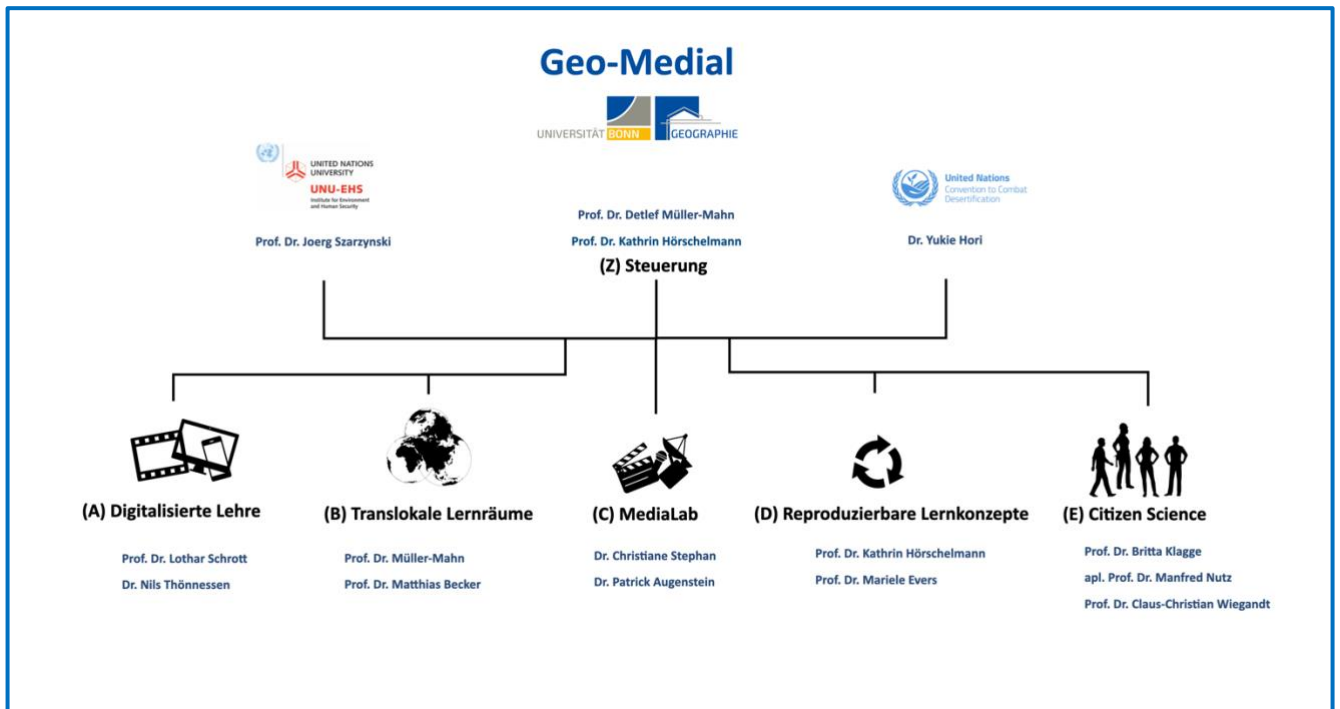 Geo-Medial
UNIVERSITÄT BONN
GEOGRAPHIE
UNITED NATIONS
UNIVERSITY
UNU-EHS
Institute for Environment
and Human Security
Prof. Dr. Joerg Szarzynski
Prof. Dr. Detlef Müller-Mahn
Prof. Dr. Kathrin Hörschelmann
(Z) Steuerung
United Nations
Convention to Combat
Desertification
Dr. Yukie Hori
(A) Digitalisierte Lehre
Prof. Dr. Lothar Schrott
Dr. Nils Thönnessen
(B) Translokale Lernräume
Prof. Dr. Müller-Mahn
Prof. Dr. Matthias Becker
(C) MediaLab
Dr. Christiane Stephan
Dr. Patrick Augenstein
(D) Reproduzierbare Lernkonzepte
Prof. Dr. Kathrin Hörschelmann
Prof. Dr. Mariele Evers
(E) Citizen Science
Prof. Dr. Britta Klagge
apl. Prof. Dr. Manfred Nutz
Prof. Dr. Claus-Christian Wiegandt